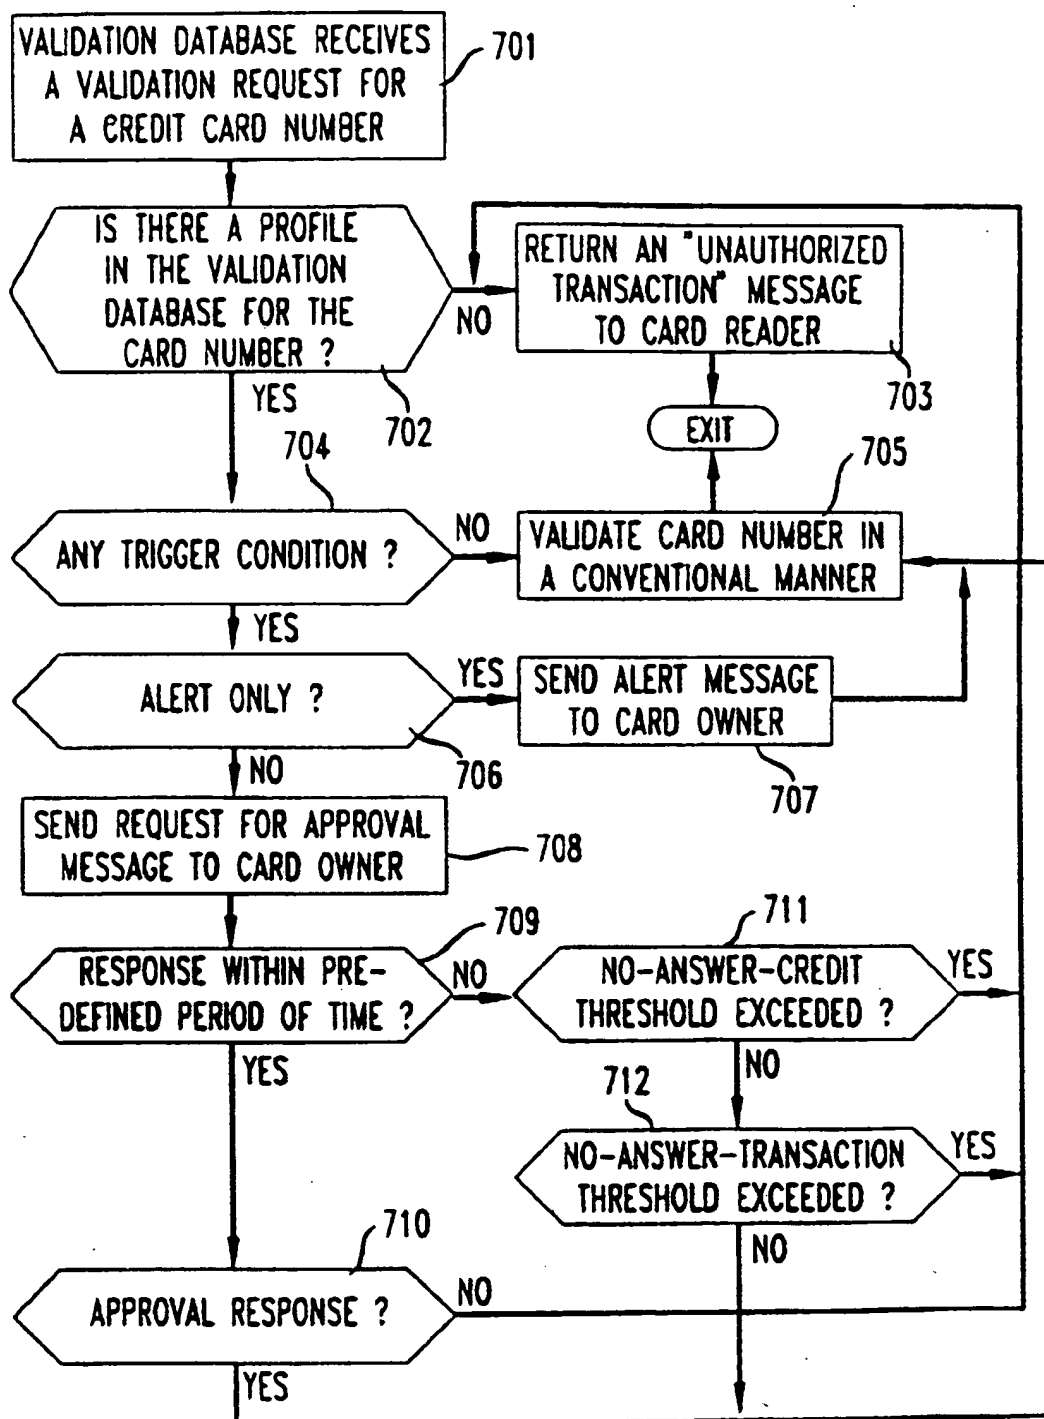 VALIDATION DATABASE RECEIVES
A VALIDATION REQUEST FOR
A CREDIT CARD NUMBER
701
IS THERE A PROFILE
IN THE VALIDATION
DATABASE FOR THE
CARD NUMBER ?
702
NO
YES
RETURN AN "UNAUTHORIZED
TRANSACTION" MESSAGE
TO CARD READER
703
EXIT
704
ANY TRIGGER CONDITION ?
NO
YES
705
VALIDATE CARD NUMBER IN
A CONVENTIONAL MANNER
ALERT ONLY ?
706
YES
NO
SEND ALERT MESSAGE
TO CARD OWNER
707
SEND REQUEST FOR APPROVAL
MESSAGE TO CARD OWNER
708
709
RESPONSE WITHIN PRE-
DEFINED PERIOD OF TIME ?
NO
YES
711
NO-ANSWER-CREDIT
THRESHOLD EXCEEDED ?
YES
NO
712
NO-ANSWER-TRANSACTION
THRESHOLD EXCEEDED ?
YES
NO
710
APPROVAL RESPONSE ?
NO
YES